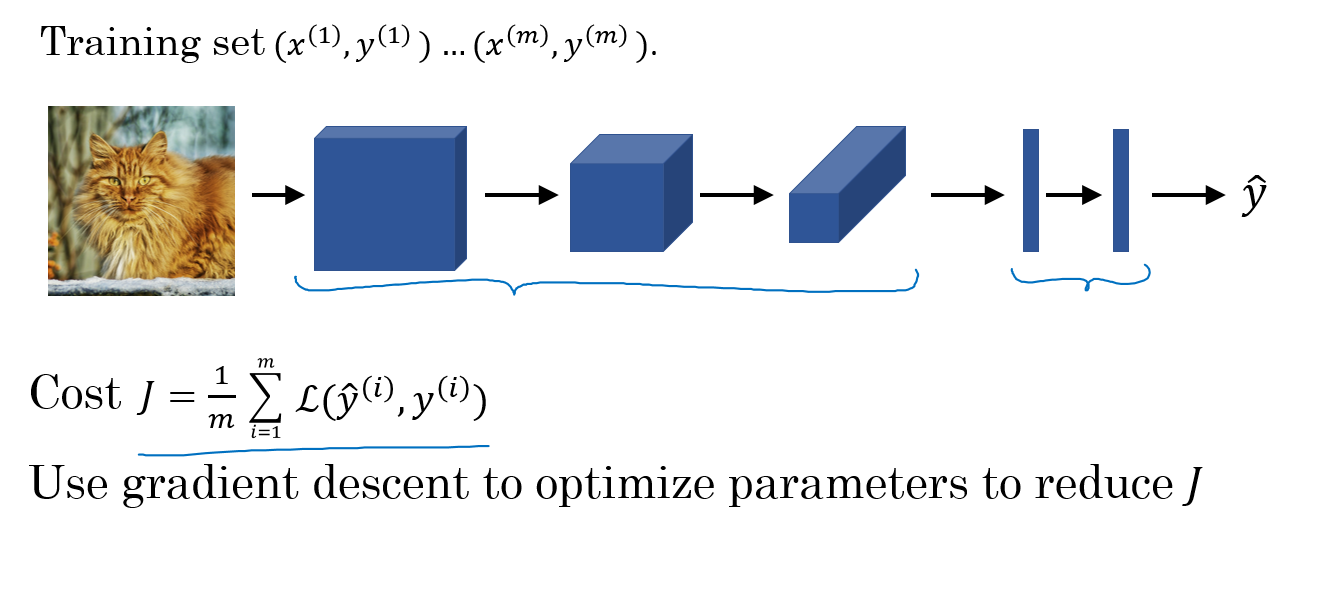 Training set (x^(1), y^(1)) ... (x^(m), y^(m)).
ŷ
Cost J = 1/m ∑_{i=1}^{m} ℒ(ŷ^(i), y^(i))
Use gradient descent to optimize parameters to reduce J